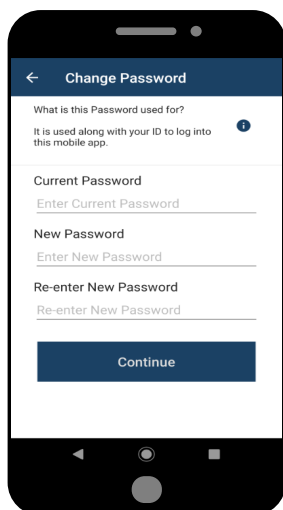 Change Password
What is this Password used for?
It is used along with your ID to log into
this mobile app.
Current Password
Enter Current Password
New Password
Enter New Password
Re-enter New Password
Re-enter New Password
Continue